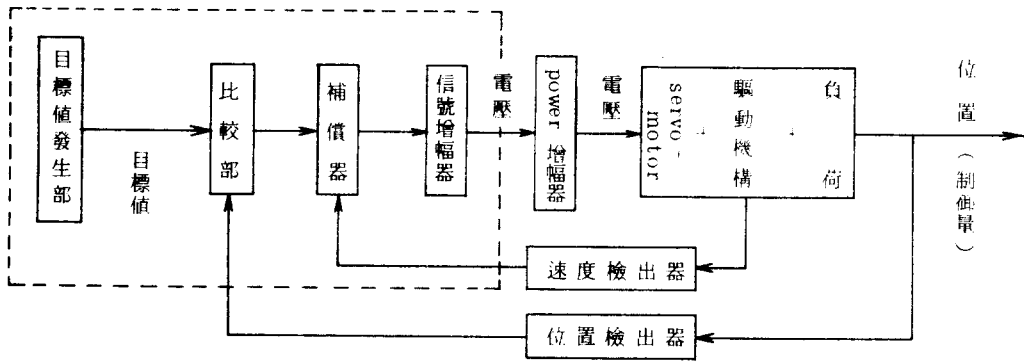 目標値發生部
目標値
比較部
補償器
信號增幅器
電壓
power 增幅器
電壓
servo-
motor
驅動機構
負荷
位置（制御量）
速度檢出器
位置檢出器